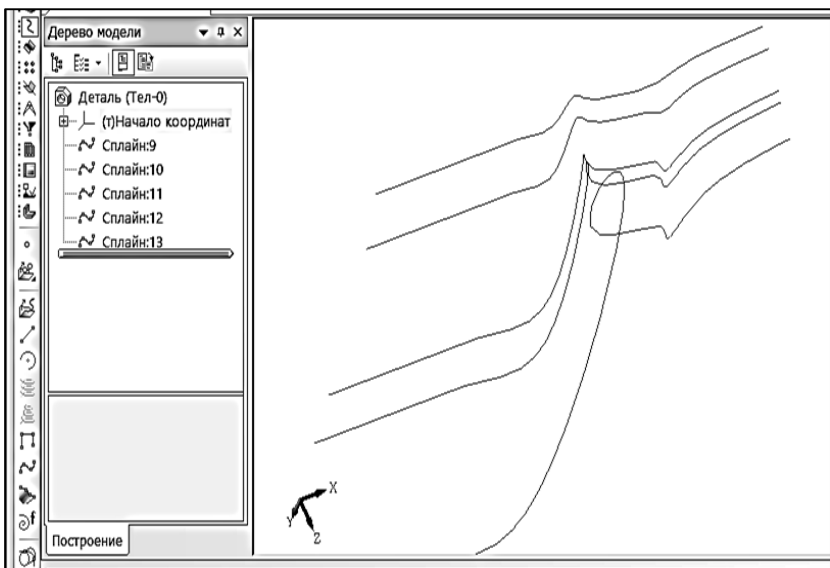 Дерево модели
Деталь (Тел-0)
(т)Начало координат
Сплайн:9
Сплайн:10
Сплайн:11
Сплайн:12
Сплайн:13
Построение
X
Y
Z